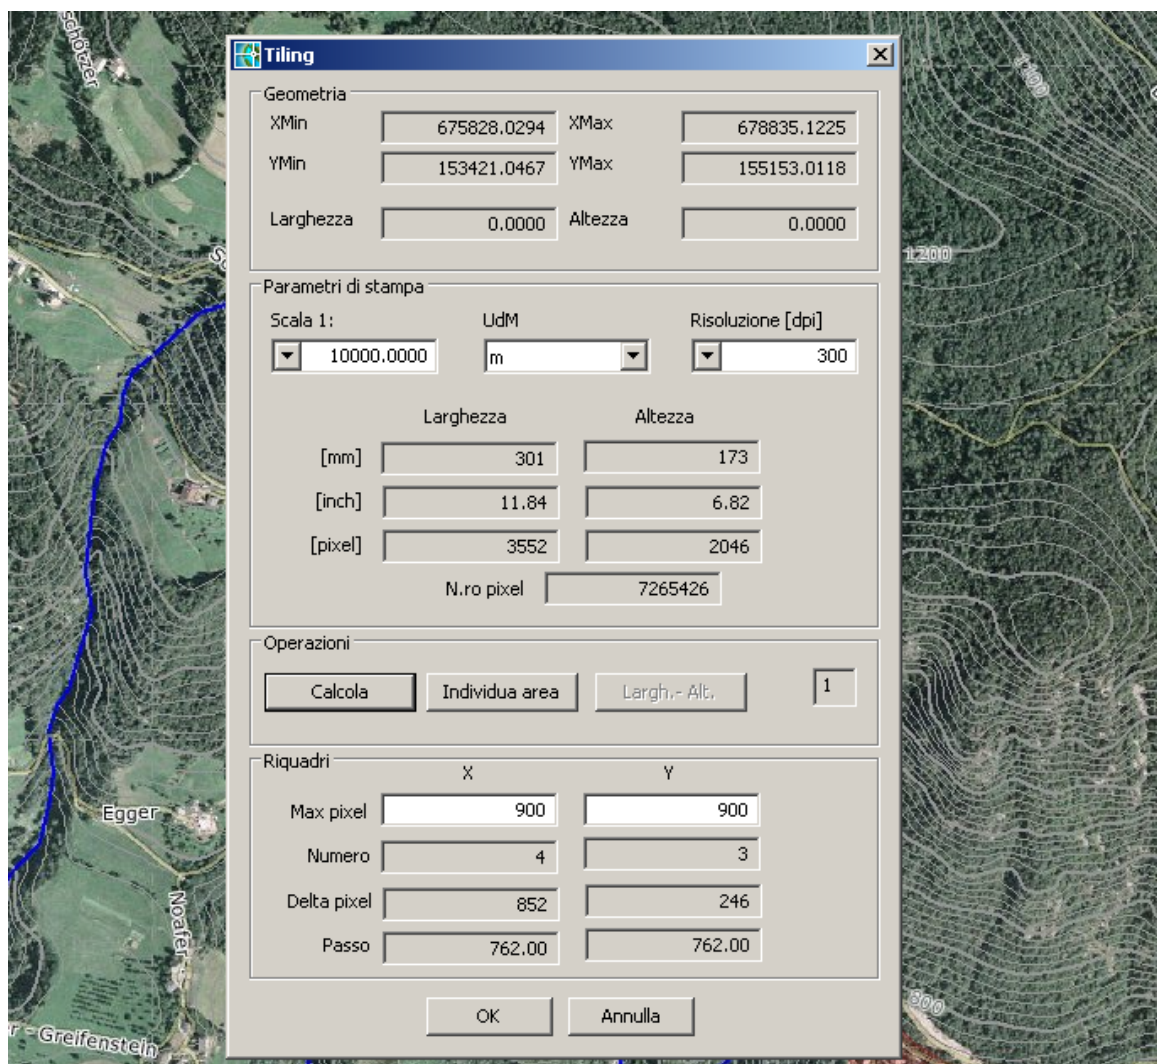 schötzer
Tiling
Geometria
XMin 675828.0294 XMax 678835.1225
YMin 153421.0467 YMax 155153.0118
Larghezza 0.0000 Altezza 0.0000
1200
1200
Parametri di stampa
Scala 1: UdM Risoluzione [dpi]
10000.0000 m 300
Larghezza Altezza
[mm] 301 173
[inch] 11.84 6.82
[pixel] 3552 2046
N.ro pixel 7265426
Operazioni
Calcola Individua area Largh.- Alt. 1
Riquadri
X Y
Max pixel 900 900
Numero 4 3
Delta pixel 852 246
Passo 762.00 762.00
OK Annulla
Egger
Noafer
800
er - Greifenstein